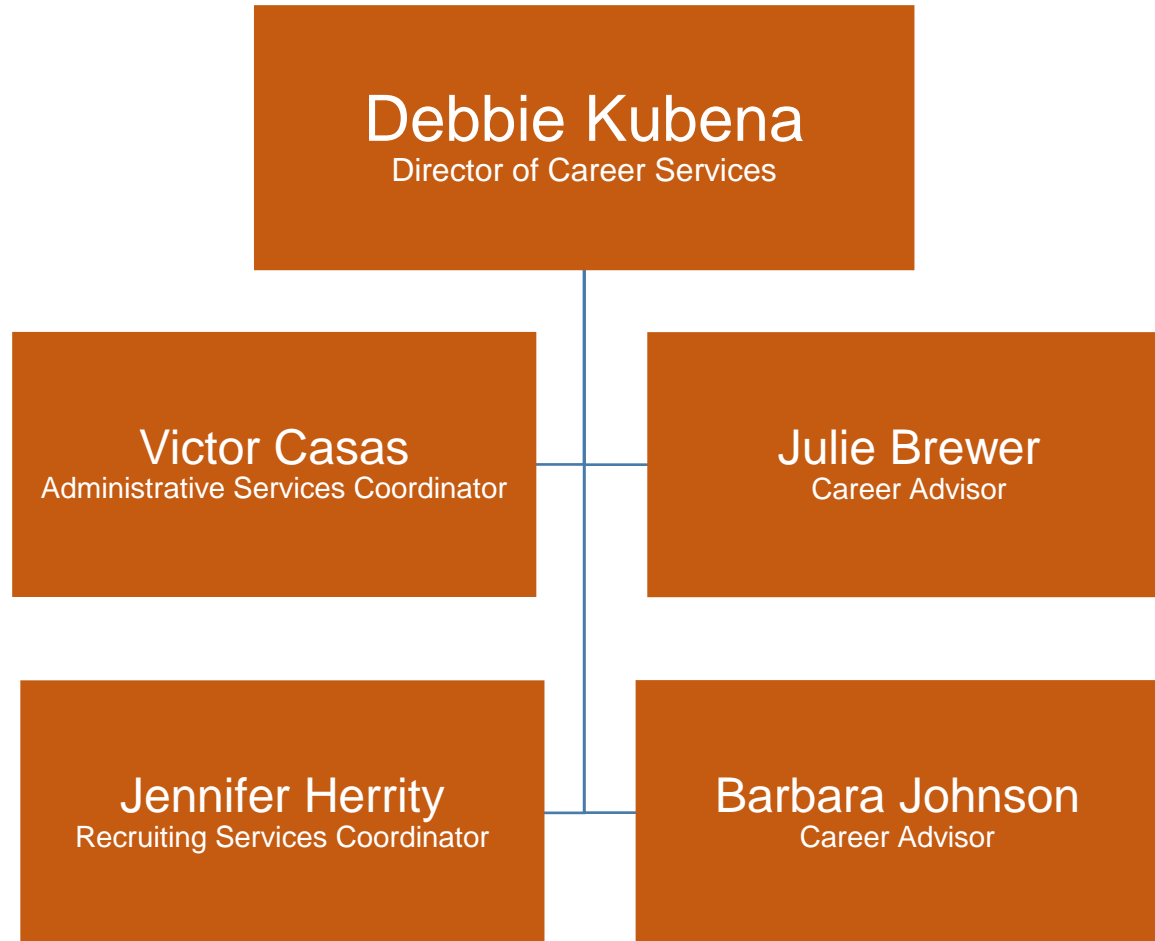 Debbie Kubena
Director of Career Services
Victor Casas
Administrative Services Coordinator
Julie Brewer
Career Advisor
Jennifer Herrity
Recruiting Services Coordinator
Barbara Johnson
Career Advisor